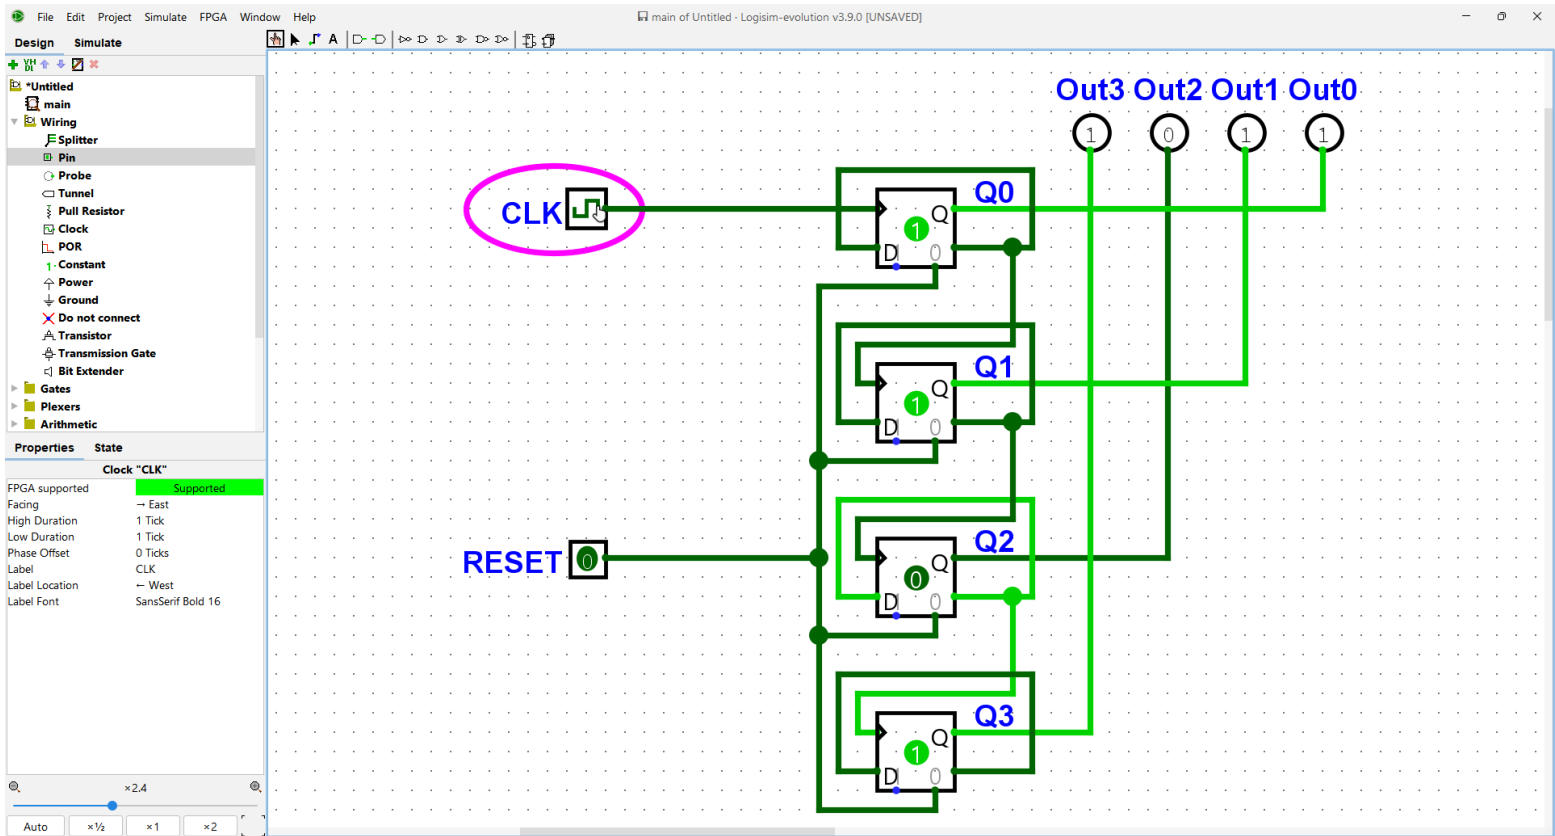 File Edit Project Simulate FPGA Window Help
main of Untitled · Logisim-evolution v3.9.0 [UNSAVED]
Design Simulate
A
VH
DL
*Untitled
main
Wiring
Splitter
Pin
Probe
Tunnel
Pull Resistor
Clock
POR
Constant
Power
Ground
Do not connect
Transistor
Transmission Gate
Bit Extender
Gates
Plexers
Arithmetic
Properties State
Clock "CLK"
FPGA supported Supported
Facing → East
High Duration 1 Tick
Low Duration 1 Tick
Phase Offset 0 Ticks
Label CLK
Label Location ← West
Label Font SansSerif Bold 16
×2.4
Auto ×½ ×1 ×2
Out3 Out2 Out1 Out0
1 0 1 1
CLK
Q0
Q
1
D 0
Q1
Q
1
D 0
RESET 0
Q2
Q
0
D 0
Q3
Q
1
D 0